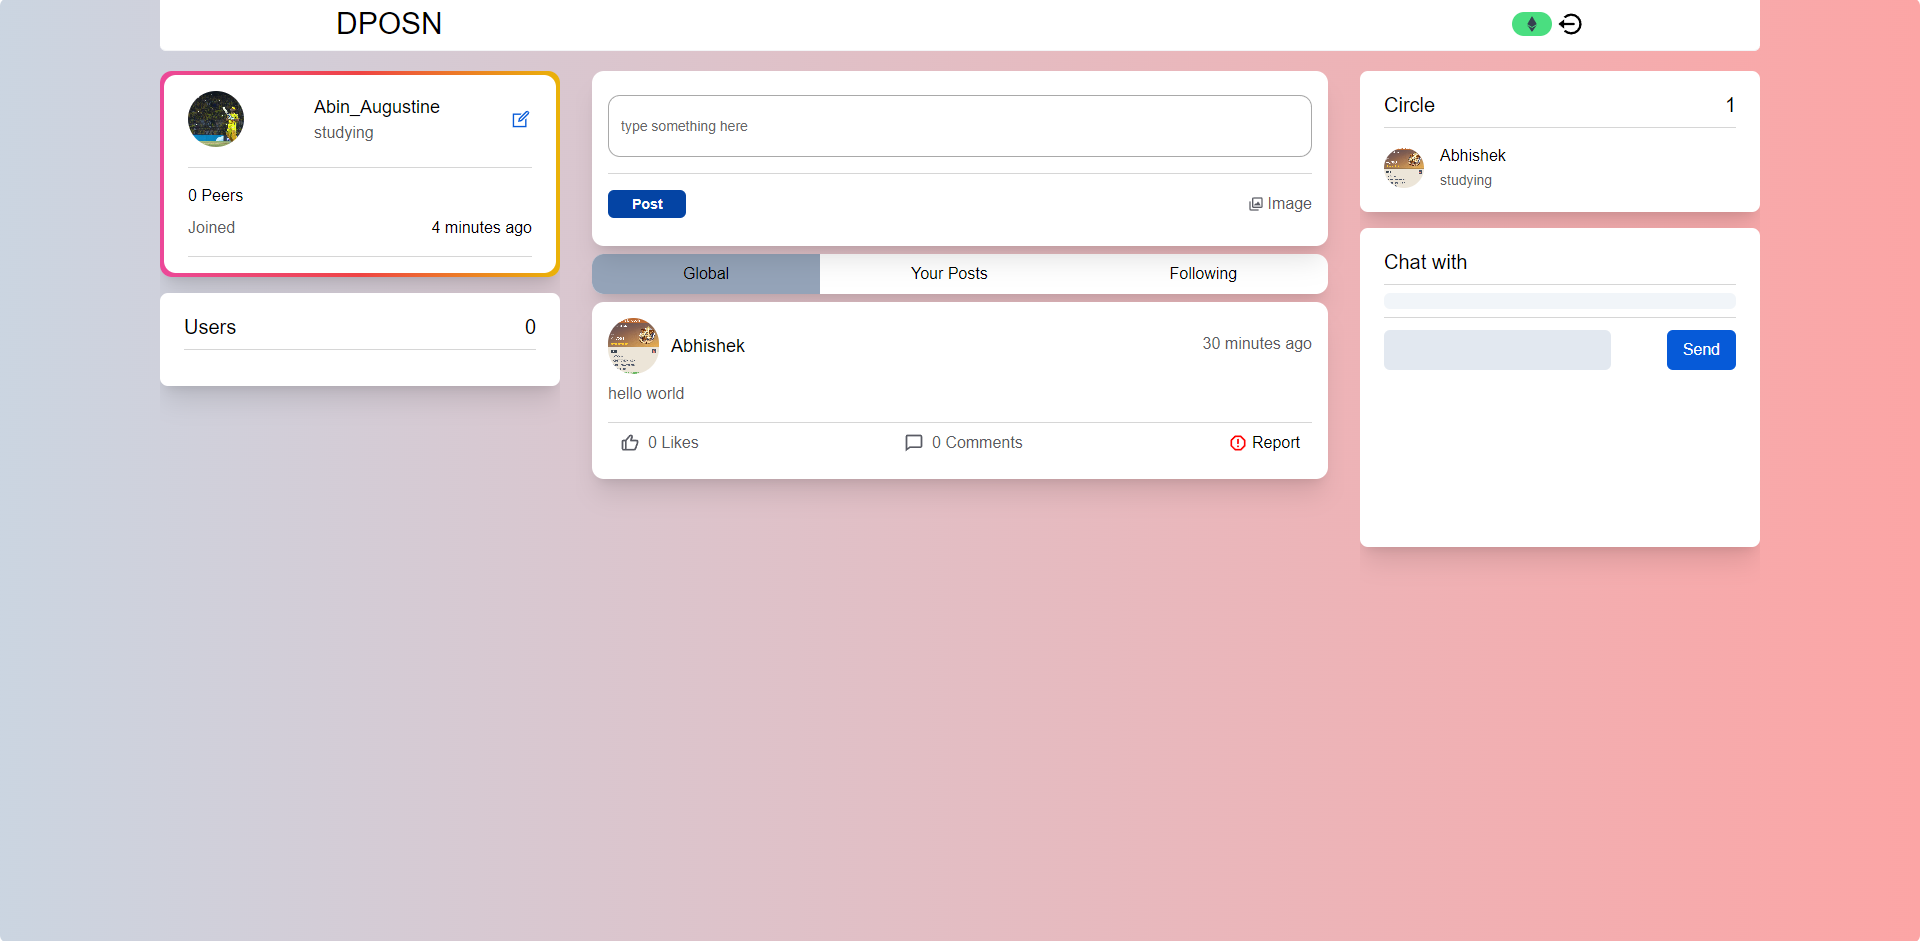 DPOSN
Abin_Augustine
studying
0 Peers
Joined 4 minutes ago
Users 0
type something here
Post Image
Global Your Posts Following
Abhishek 30 minutes ago
hello world
0 Likes 0 Comments Report
Circle 1
Abhishek
studying
Chat with
Send